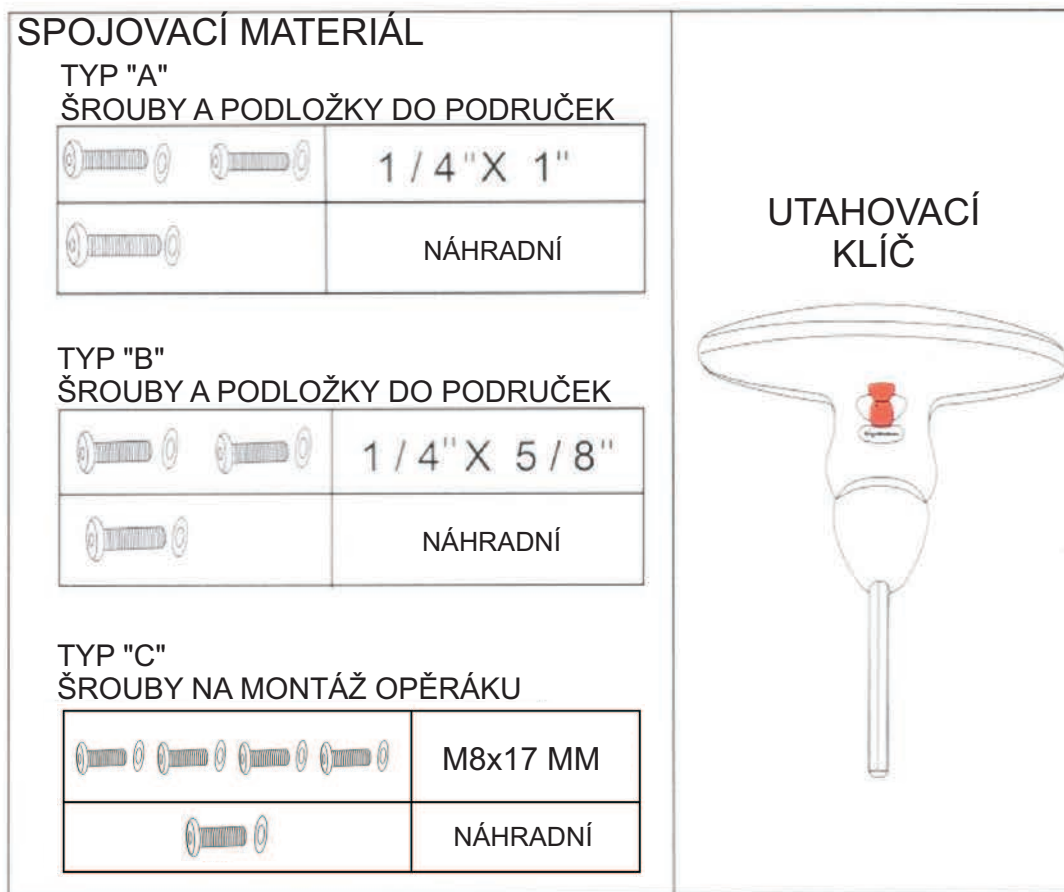 SPOJOVACÍ MATERIÁL
TYP "A"
ŠROUBY A PODLOŽKY DO PODRUČEK
1 / 4" X 1"
NÁHRADNÍ
TYP "B"
ŠROUBY A PODLOŽKY DO PODRUČEK
1 / 4" X 5 / 8"
NÁHRADNÍ
TYP "C"
ŠROUBY NA MONTÁŽ OPĚRÁKU
M8x17 MM
NÁHRADNÍ
UTAHOVACÍ
KLÍČ